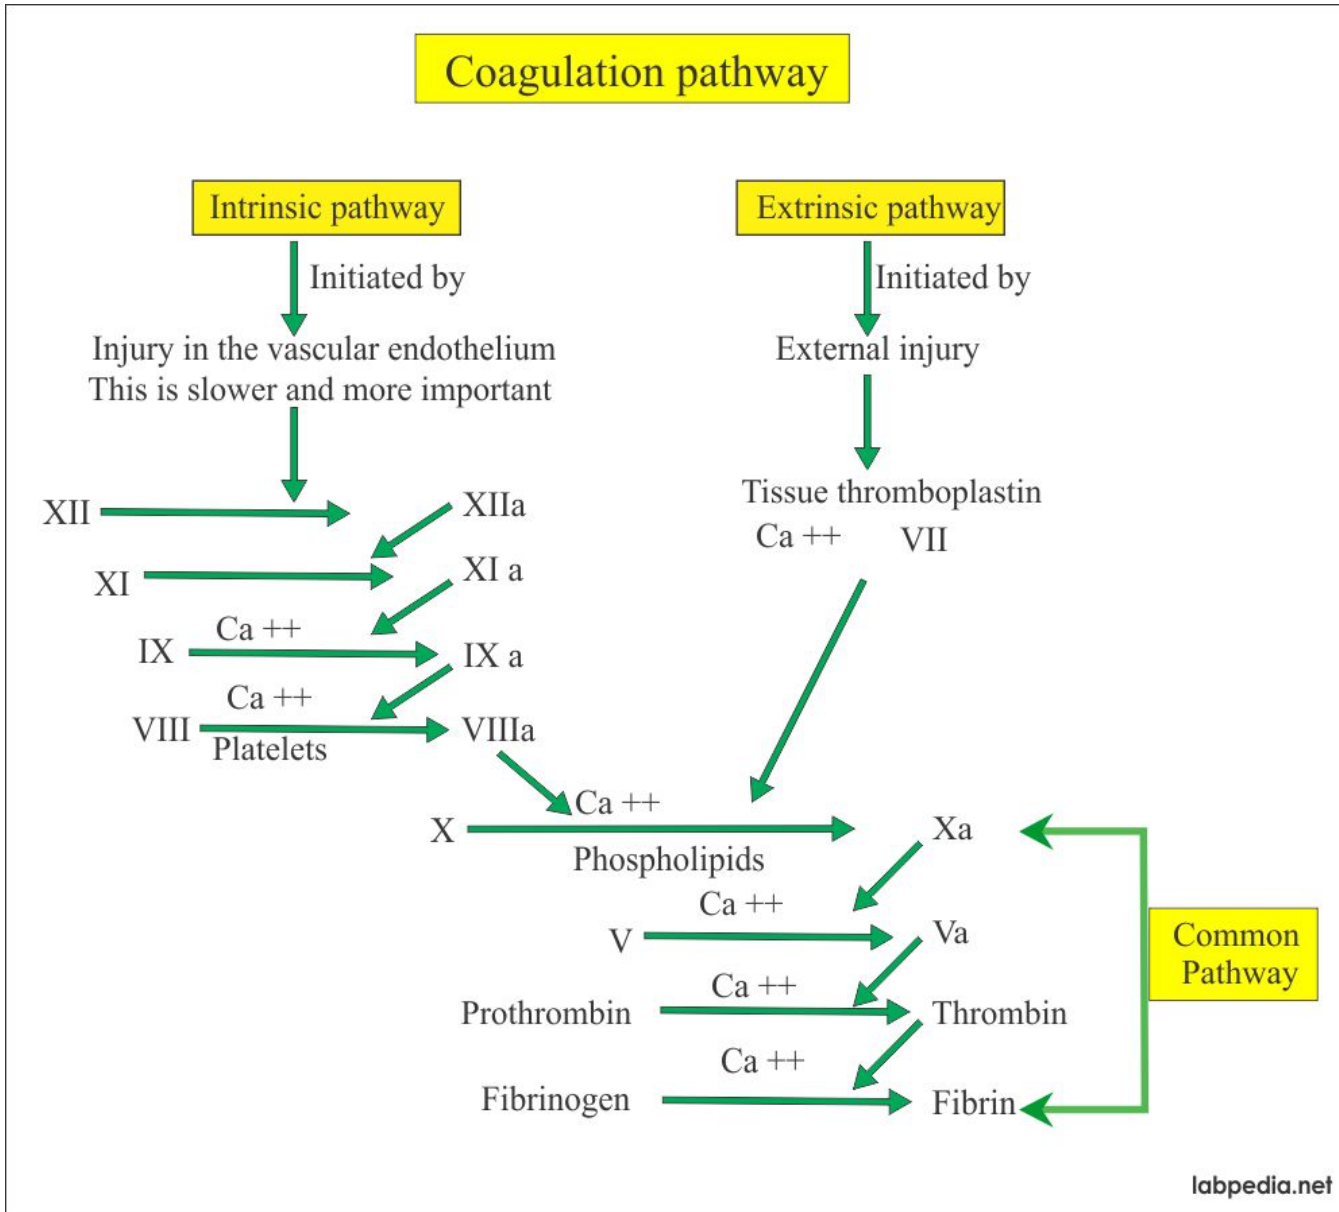 Coagulation pathway
Intrinsic pathway
Extrinsic pathway
Initiated by
Initiated by
Injury in the vascular endothelium
This is slower and more important
External injury
Tissue thromboplastin
Ca ++ VII
XII
XIIa
XI
XI a
Ca ++
IX
IX a
Ca ++
VIII
VIIIa
Platelets
Ca ++
X
Xa
Phospholipids
Ca ++
V
Va
Common
Pathway
Ca ++
Prothrombin
Thrombin
Ca ++
Fibrinogen
Fibrin
labpedia.net